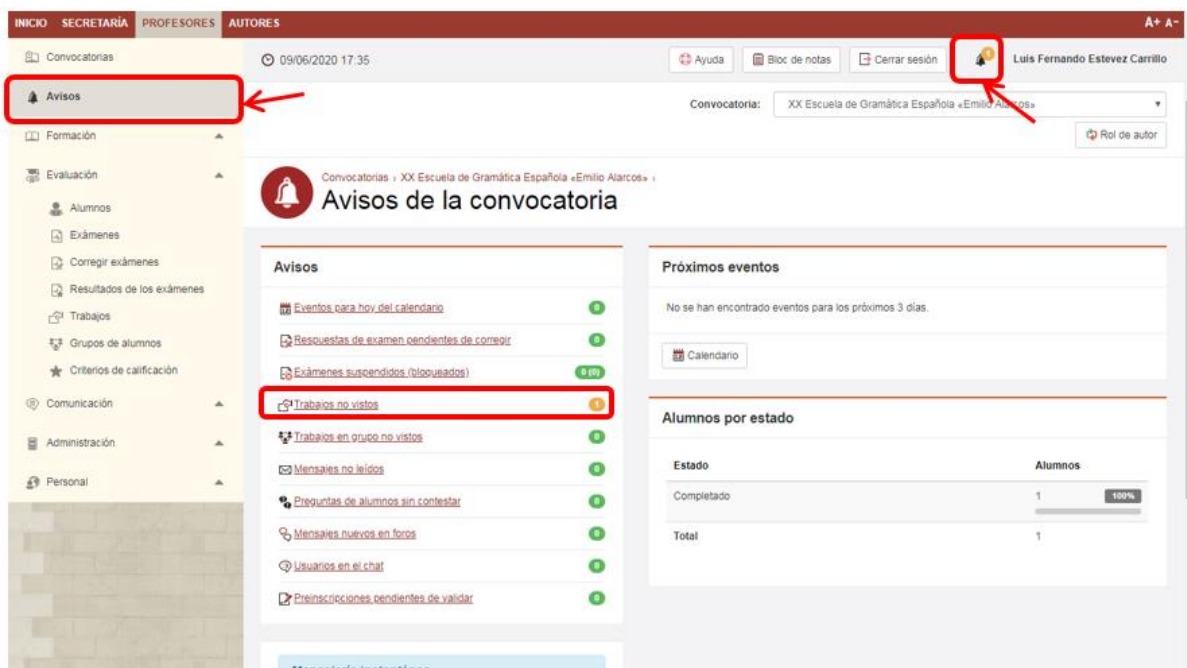 INICIO SECRETARÍA PROFESORES AUTORES A+ A-
Convocatorias
09/06/2020 17:35 Ayuda Bloc de notas Cerrar sesión 1 Luis Fernando Estevez Carrillo
Avisos
Convocatoria: XX Escuela de Gramática Española «Emilio Alarcos»
Formación
Rol de autor
Evaluación
Convocatorias › XX Escuela de Gramática Española «Emilio Alarcos» ›
Avisos de la convocatoria
Alumnos
Exámenes
Corregir exámenes
Resultados de los exámenes
Trabajos
Grupos de alumnos
Criterios de calificación
Comunicación
Administración
Personal
Avisos
Eventos para hoy del calendario 0
Respuestas de examen pendientes de corregir 0
Exámenes suspendidos (bloqueados) 0 (0)
Trabajos no vistos 1
Trabajos en grupo no vistos 0
Mensajes no leídos 0
Preguntas de alumnos sin contestar 0
Mensajes nuevos en foros 0
Usuarios en el chat 0
Preinscripciones pendientes de validar 0
Próximos eventos
No se han encontrado eventos para los próximos 3 días.
Calendario
Alumnos por estado
Estado Alumnos
Completado 1 100%
Total 1